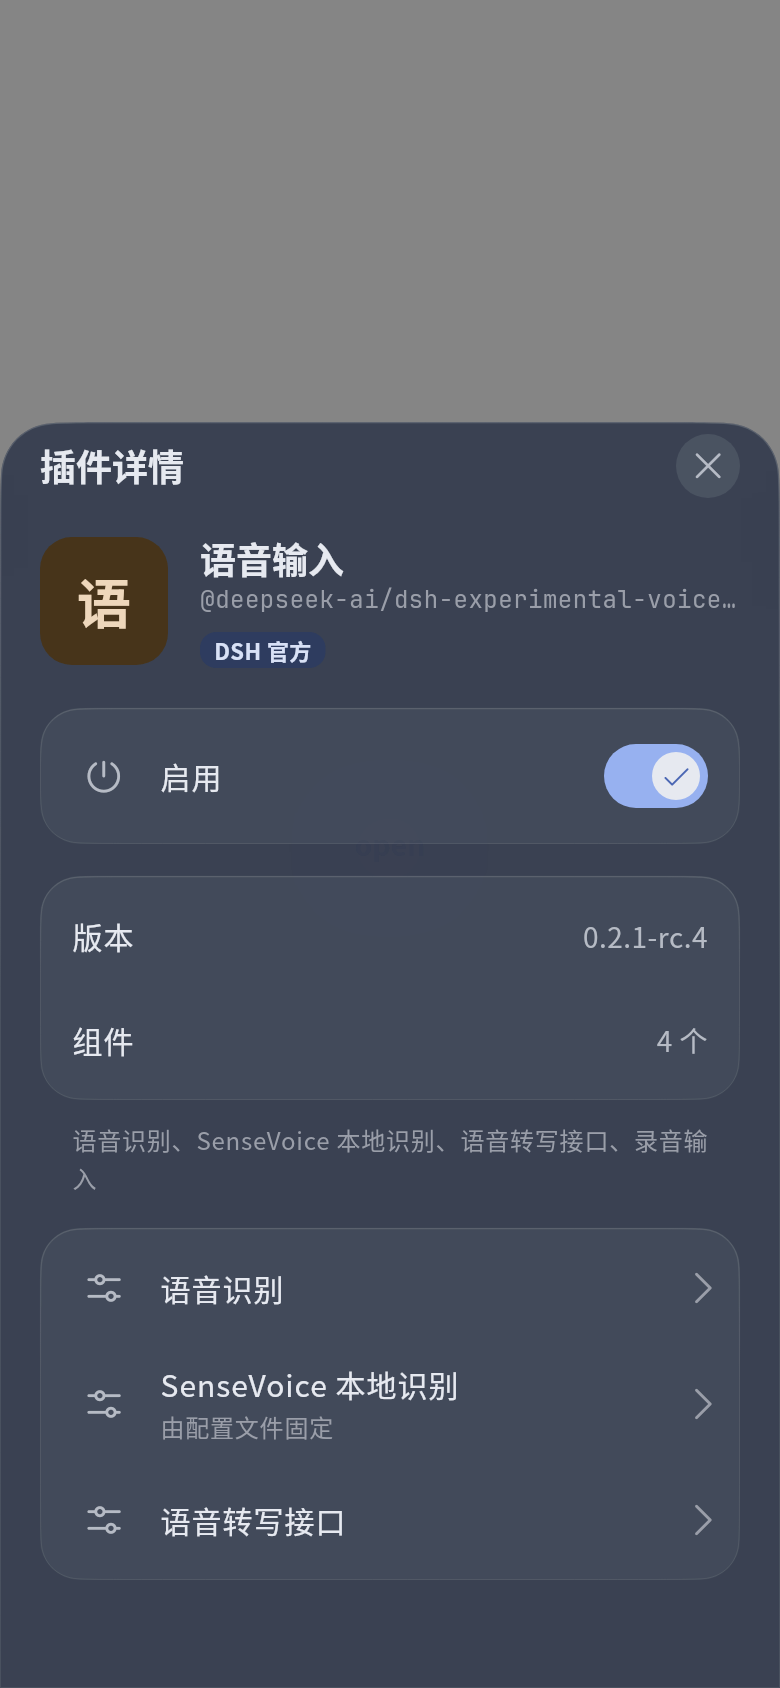 插件详情
语
语音输入
@deepseek-ai/dsh-experimental-voice…
DSH 官方
启用
版本
0.2.1-rc.4
组件
4 个
语音识别、SenseVoice 本地识别、语音转写接口、录音输
入
语音识别
SenseVoice 本地识别
由配置文件固定
语音转写接口